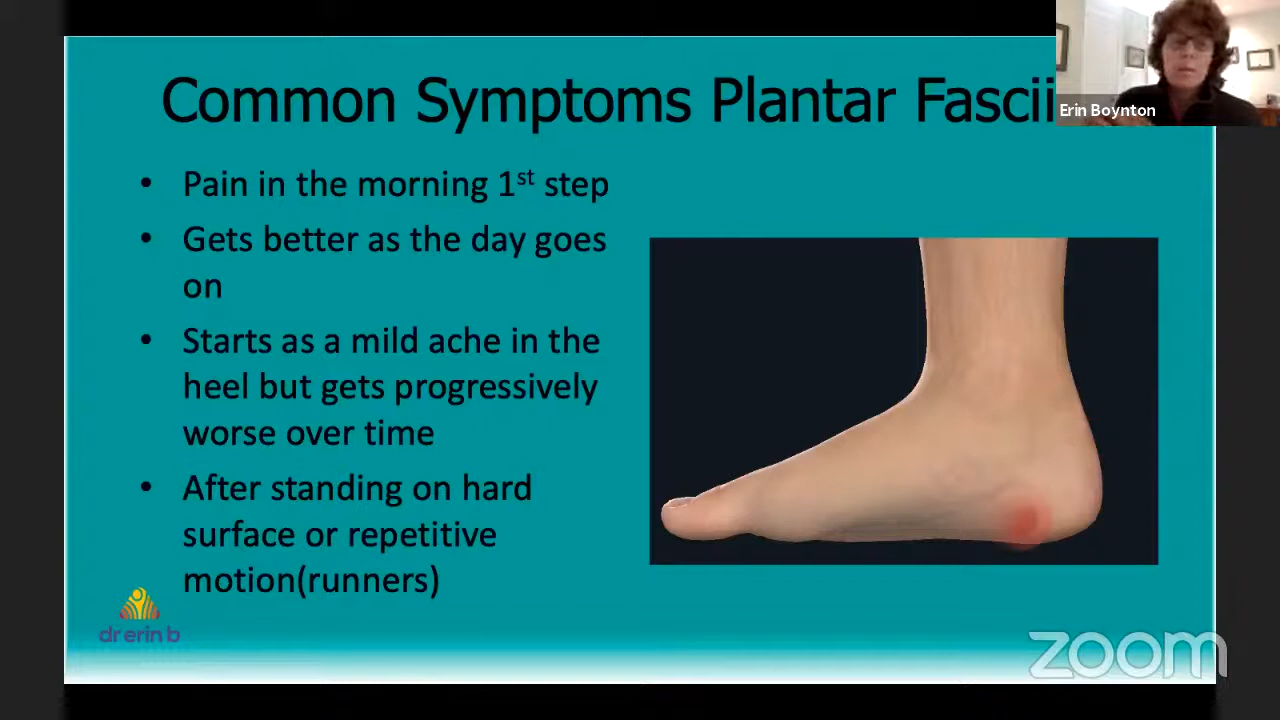 Common Symptoms Plantar Fascii
Erin Boynton
• Pain in the morning 1st step
• Gets better as the day goes
on
• Starts as a mild ache in the
heel but gets progressively
worse over time
• After standing on hard
surface or repetitive
motion(runners)
dr erin b
zoom